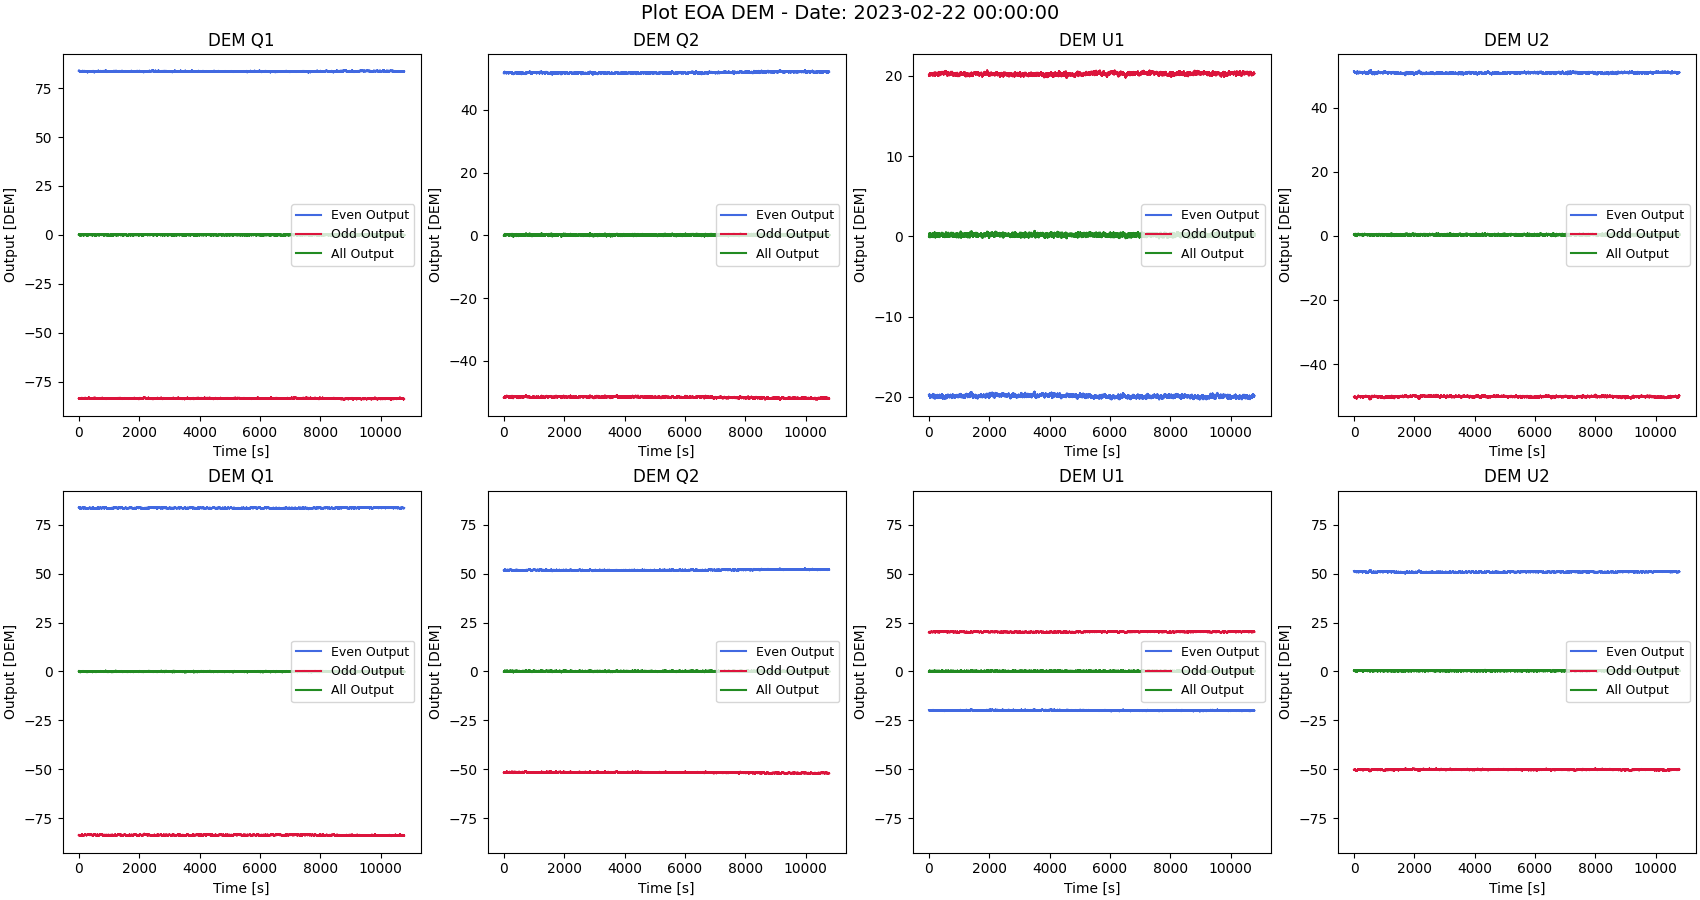 Plot EOA DEM - Date: 2023-02-22 00:00:00
DEM Q1
DEM Q2
DEM U1
DEM U2
Output [DEM]
75
50
25
0
−25
−50
−75
Even Output
Odd Output
All Output
0 2000 4000 6000 8000 10000
Time [s]
Output [DEM]
40
20
0
−20
−40
Even Output
Odd Output
All Output
0 2000 4000 6000 8000 10000
Time [s]
Output [DEM]
20
10
0
−10
−20
Even Output
Odd Output
All Output
0 2000 4000 6000 8000 10000
Time [s]
Output [DEM]
40
20
0
−20
−40
Even Output
Odd Output
All Output
0 2000 4000 6000 8000 10000
Time [s]
DEM Q1
DEM Q2
DEM U1
DEM U2
Output [DEM]
75
50
25
0
−25
−50
−75
Even Output
Odd Output
All Output
0 2000 4000 6000 8000 10000
Time [s]
Output [DEM]
75
50
25
0
−25
−50
−75
Even Output
Odd Output
All Output
0 2000 4000 6000 8000 10000
Time [s]
Output [DEM]
75
50
25
0
−25
−50
−75
Even Output
Odd Output
All Output
0 2000 4000 6000 8000 10000
Time [s]
Output [DEM]
75
50
25
0
−25
−50
−75
Even Output
Odd Output
All Output
0 2000 4000 6000 8000 10000
Time [s]